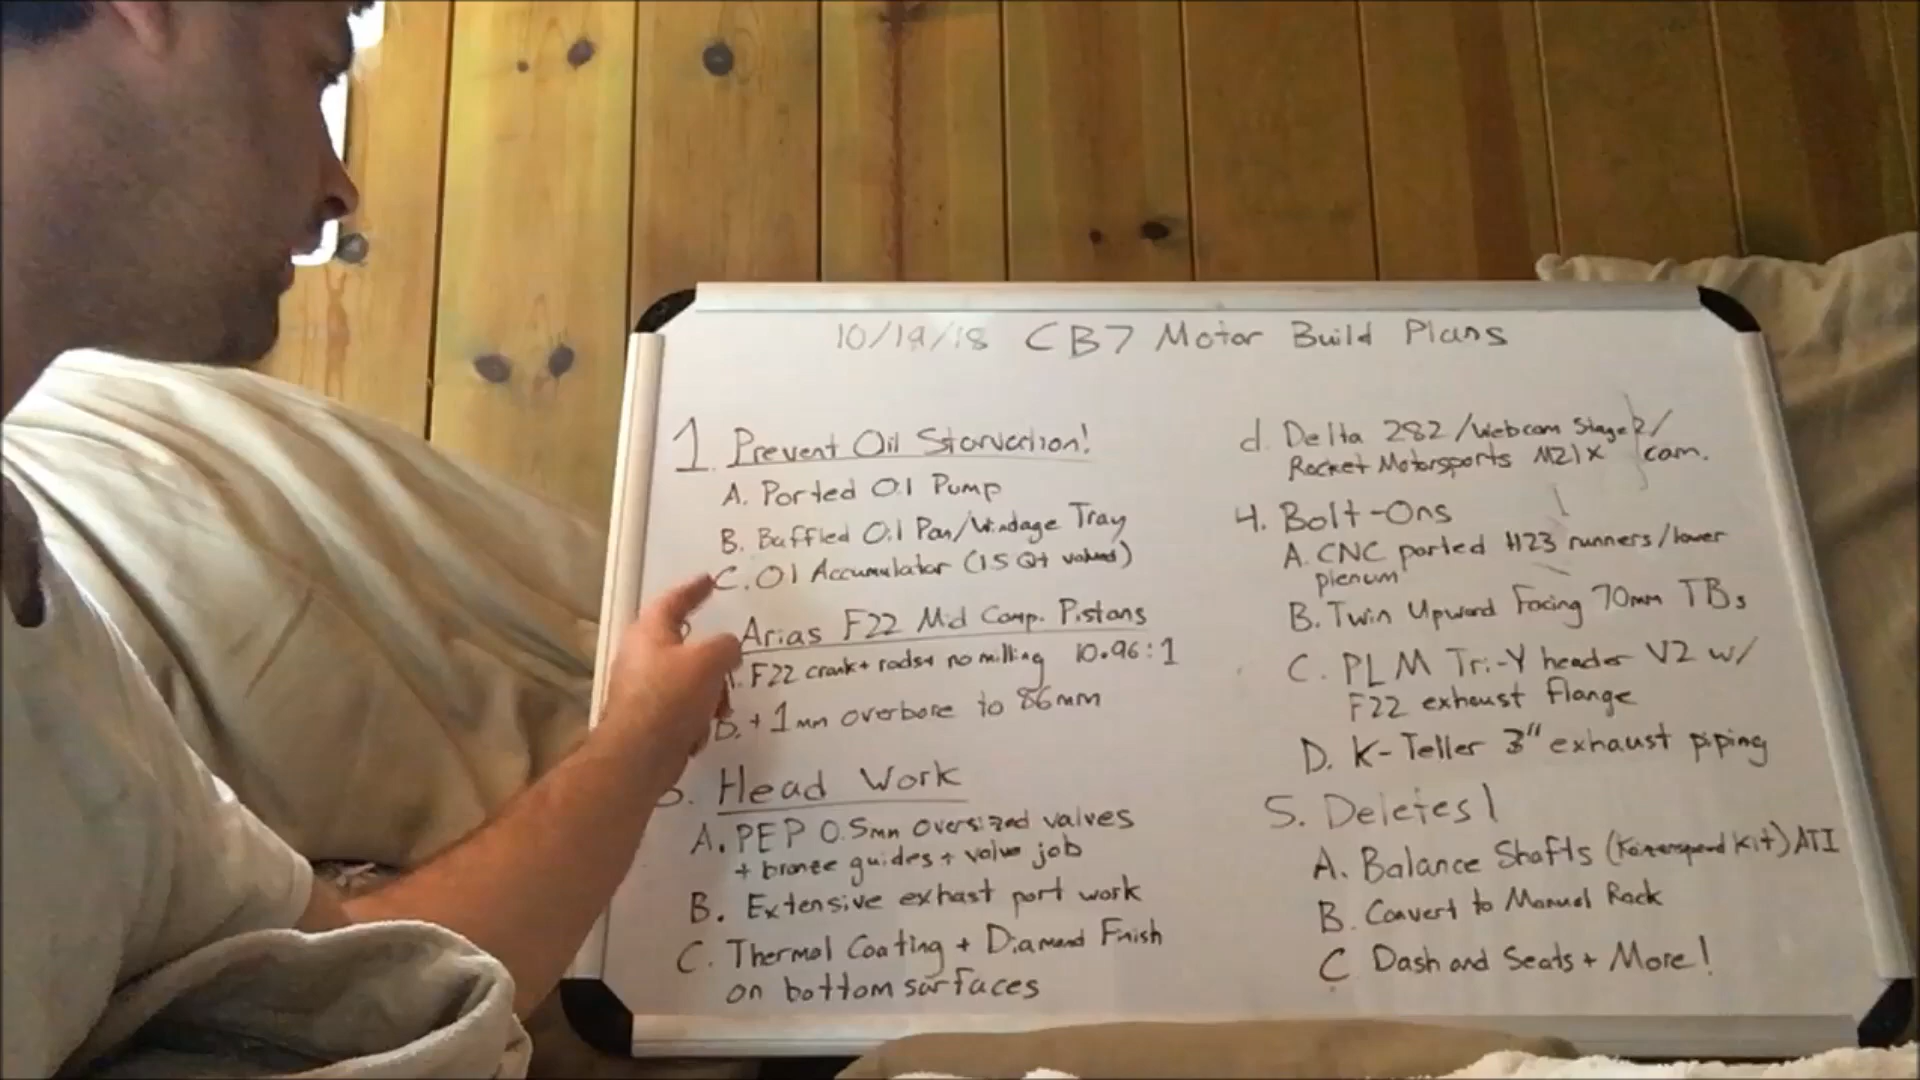 10/19/18 CB7 Motor Build Plans
1. Prevent Oil Starvation!
A. Ported Oil Pump
B. Baffled Oil Pan/Windage Tray
C. Oil Accumulator (1.5 Qt valved)
Arias F22 Mid Comp. Pistons
F22 crank + rods + no milling 10.96:1
B. + 1mm overbore to 86mm
3. Head Work
A. PEP 0.5mm oversized valves
+ bronze guides + valve job
B. Extensive exhast port work
C. Thermal Coating + Diamond Finish
on bottom surfaces
d. Delta 282/Webcam Stage 2/
Rocket Motorsports M21X cam.
4. Bolt-Ons
A. CNC ported H23 runners/lower
plenum
B. Twin Upward Facing 70mm TBs
C. PLM Tri-Y header V2 w/
F22 exhaust flange
D. K-Teller 3" exhaust piping
5. Deletes!
A. Balance Shafts (Kit) ATI
B. Convert to Manual Rack
C Dash and Seats + More!